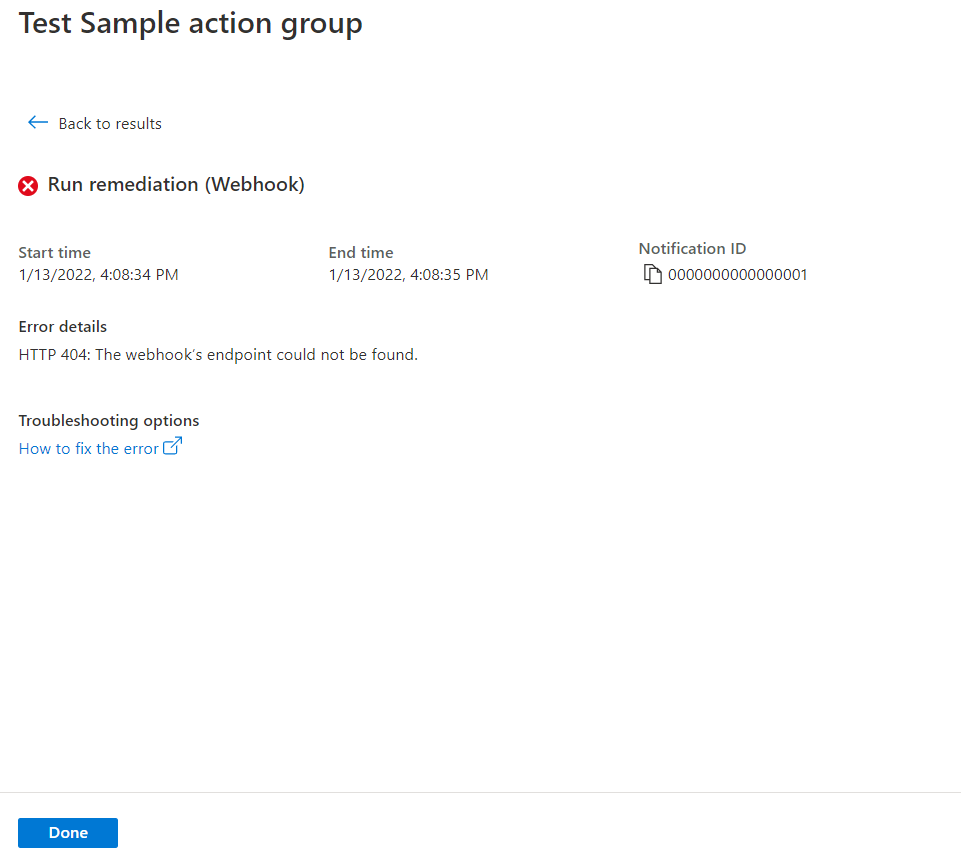 Test Sample action group
Back to results
Run remediation (Webhook)
Start time
1/13/2022, 4:08:34 PM
End time
1/13/2022, 4:08:35 PM
Notification ID
0000000000000001
Error details
HTTP 404: The webhook’s endpoint could not be found.
Troubleshooting options
How to fix the error
Done